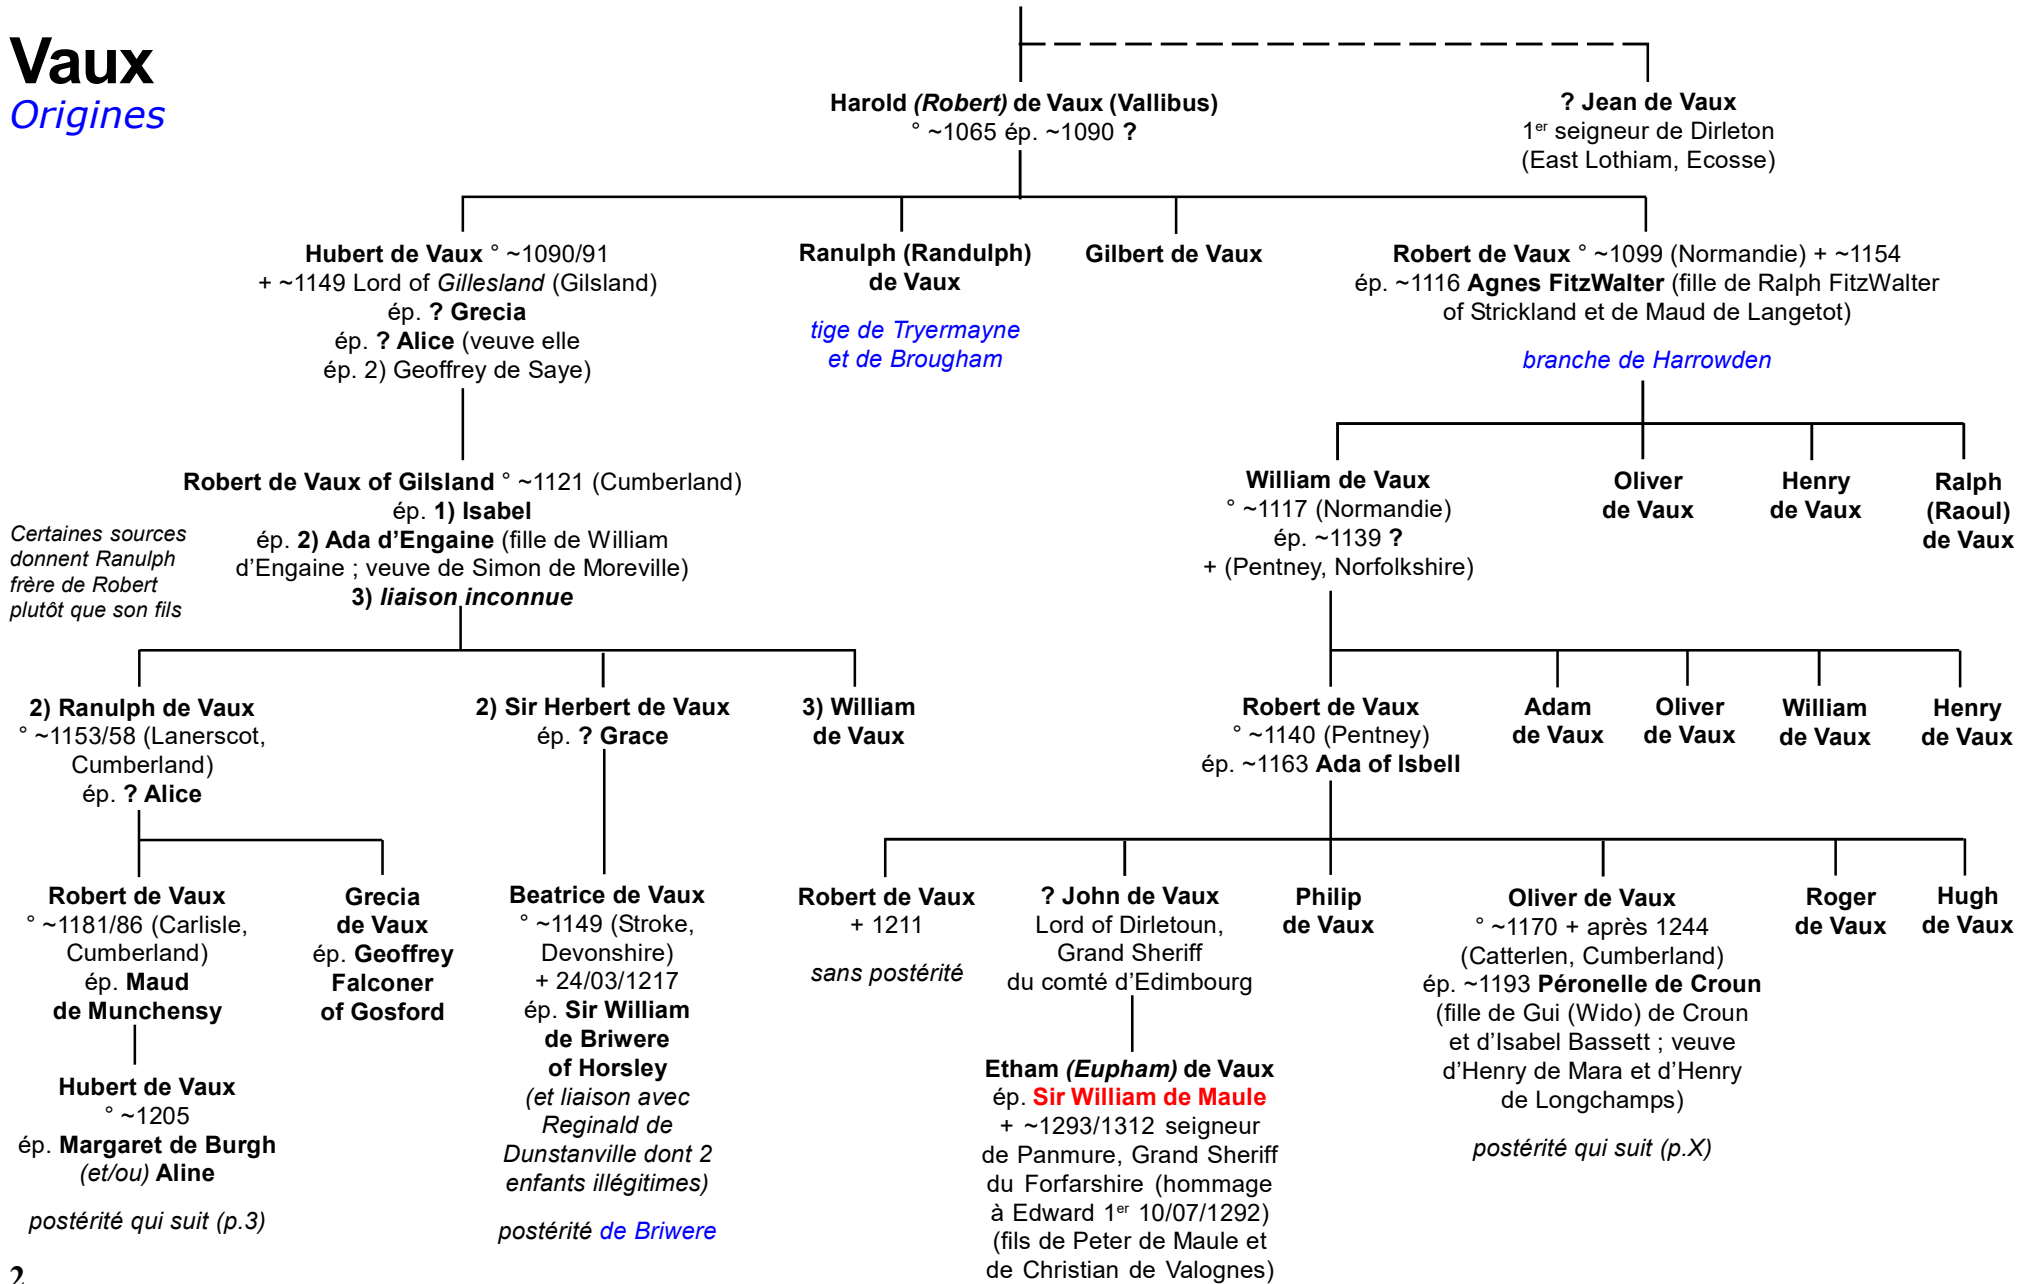 Vaux
Origines
Harold (Robert) de Vaux (Vallibus)
° ~1065 ép. ~1090 ?
? Jean de Vaux
1er seigneur de Dirleton
(East Lothiam, Ecosse)
Hubert de Vaux ° ~1090/91
+ ~1149 Lord of Gillesland (Gilsland)
ép. ? Grecia
ép. ? Alice (veuve elle
ép. 2) Geoffrey de Saye)
Ranulph (Randulph)
de Vaux
tige de Tryermayne
et de Brougham
Gilbert de Vaux
Robert de Vaux ° ~1099 (Normandie) + ~1154
ép. ~1116 Agnes FitzWalter (fille de Ralph FitzWalter
of Strickland et de Maud de Langetot)
branche de Harrowden
Robert de Vaux of Gilsland ° ~1121 (Cumberland)
ép. 1) Isabel
ép. 2) Ada d’Engaine (fille de William
d’Engaine ; veuve de Simon de Moreville)
3) liaison inconnue
Certaines sources
donnent Ranulph
frère de Robert
plutôt que son fils
William de Vaux
° ~1117 (Normandie)
ép. ~1139 ?
+ (Pentney, Norfolkshire)
Oliver
de Vaux
Henry
de Vaux
Ralph
(Raoul)
de Vaux
2) Ranulph de Vaux
° ~1153/58 (Lanerscot,
Cumberland)
ép. ? Alice
2) Sir Herbert de Vaux
ép. ? Grace
3) William
de Vaux
Robert de Vaux
° ~1140 (Pentney)
ép. ~1163 Ada of Isbell
Adam
de Vaux
Oliver
de Vaux
William
de Vaux
Henry
de Vaux
Robert de Vaux
° ~1181/86 (Carlisle,
Cumberland)
ép. Maud
de Munchensy
Grecia
de Vaux
ép. Geoffrey
Falconer
of Gosford
Beatrice de Vaux
° ~1149 (Stroke,
Devonshire)
+ 24/03/1217
ép. Sir William
de Briwere
of Horsley
(et liaison avec
Reginald de
Dunstanville dont 2
enfants illégitimes)
postérité de Briwere
Robert de Vaux
+ 1211
sans postérité
? John de Vaux
Lord of Dirletoun,
Grand Sheriff
du comté d’Edimbourg
Philip
de Vaux
Oliver de Vaux
° ~1170 + après 1244
(Catterlen, Cumberland)
ép. ~1193 Péronelle de Croun
(fille de Gui (Wido) de Croun
et d’Isabel Bassett ; veuve
d’Henry de Mara et d’Henry
de Longchamps)
postérité qui suit (p.X)
Roger
de Vaux
Hugh
de Vaux
Hubert de Vaux
° ~1205
ép. Margaret de Burgh
(et/ou) Aline
postérité qui suit (p.3)
Etham (Eupham) de Vaux
ép. Sir William de Maule
+ ~1293/1312 seigneur
de Panmure, Grand Sheriff
du Forfarshire (hommage
à Edward 1er 10/07/1292)
(fils de Peter de Maule et
de Christian de Valognes)
2